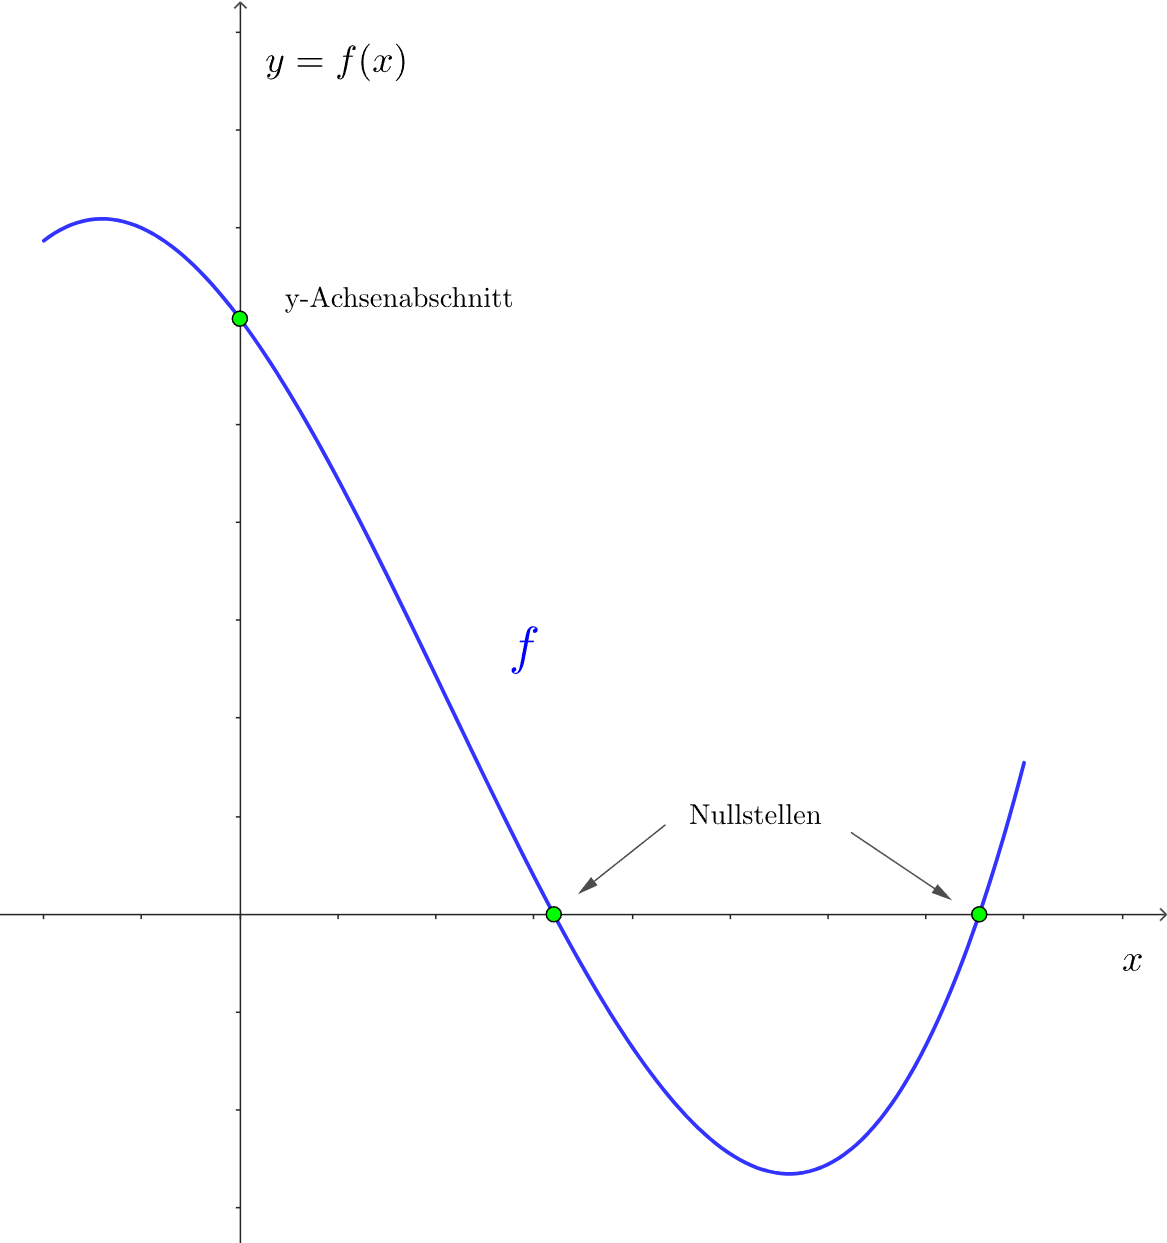 y = f(x)
y-Achsenabschnitt
f
Nullstellen
x